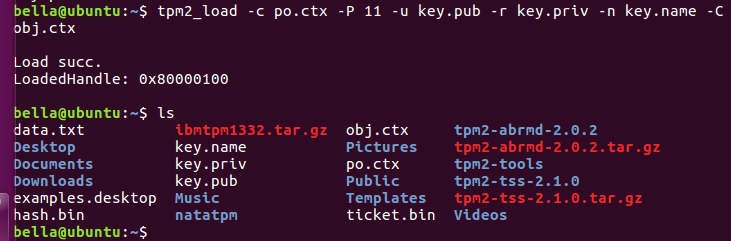 bella@ubuntu:~$ tpm2_load -c po.ctx -P 11 -u key.pub -r key.priv -n key.name -C
obj.ctx
Load succ.
LoadedHandle: 0x80000100
bella@ubuntu:~$ ls
data.txt ibmtpm1332.tar.gz obj.ctx tpm2-abrmd-2.0.2
Desktop key.name Pictures tpm2-abrmd-2.0.2.tar.gz
Documents key.priv po.ctx tpm2-tools
Downloads key.pub Public tpm2-tss-2.1.0
examples.desktop Music Templates tpm2-tss-2.1.0.tar.gz
hash.bin natatpm ticket.bin Videos
bella@ubuntu:~$